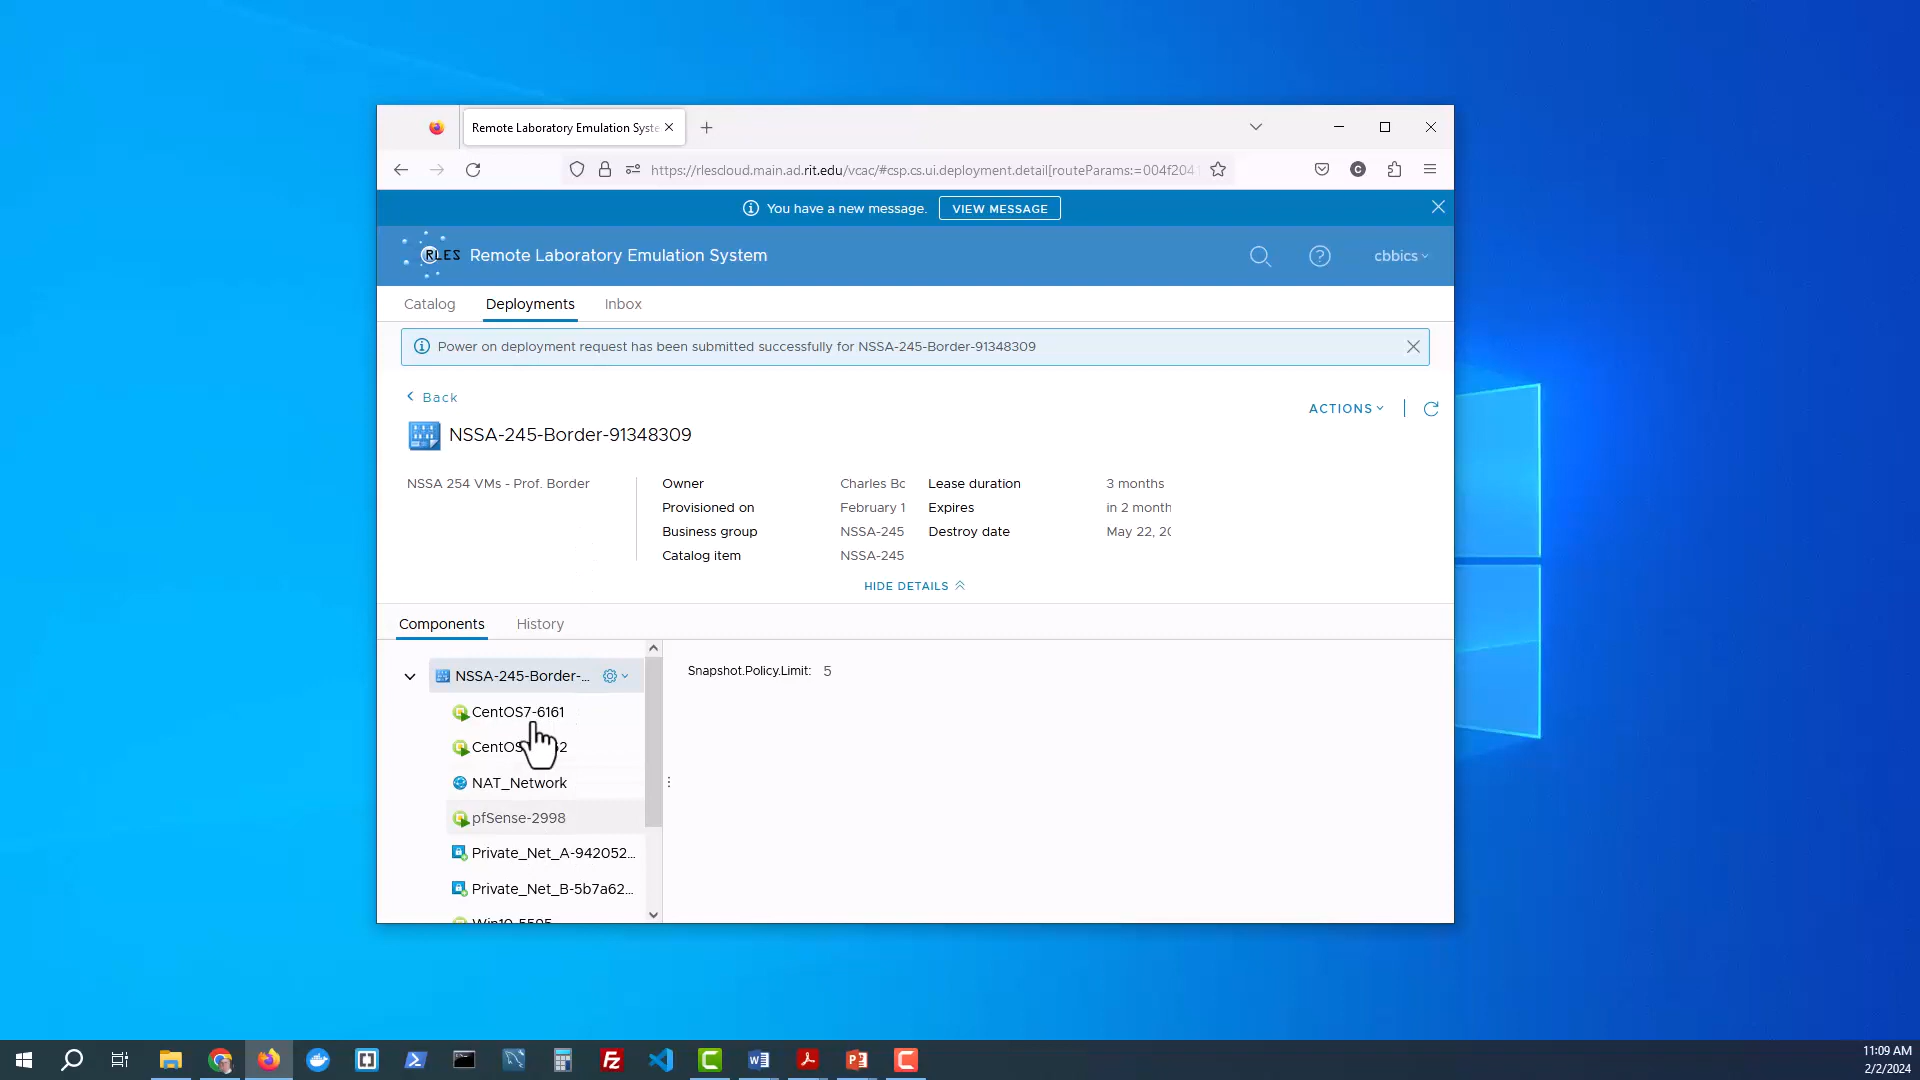 Remote Laboratory Emulation Syste
https://rlescloud.main.ad.rit.edu/vcac/#csp.cs.ui.deployment.detail[routeParams:=004f2041
You have a new message. VIEW MESSAGE
RLES Remote Laboratory Emulation System
cbbics
Catalog Deployments Inbox
Power on deployment request has been submitted successfully for NSSA-245-Border-91348309
Back
ACTIONS
NSSA-245-Border-91348309
NSSA 254 VMs - Prof. Border
Owner Charles Bc Lease duration 3 months
Provisioned on February 1 Expires in 2 month
Business group NSSA-245 Destroy date May 22, 20
Catalog item NSSA-245
HIDE DETAILS
Components History
NSSA-245-Border-...
Snapshot.Policy.Limit: 5
CentOS7-6161
CentOS 2
NAT_Network
pfSense-2998
Private_Net_A-942052...
Private_Net_B-5b7a62...
11:09 AM
2/2/2024